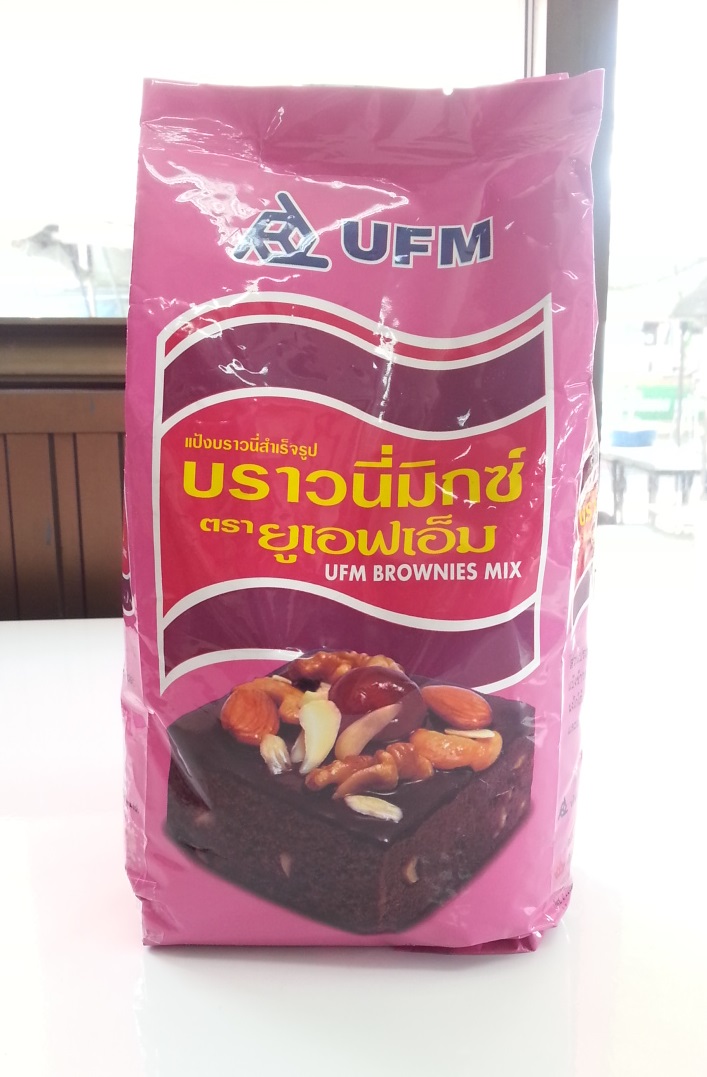 UFM
แป้งบราวนี่สำเร็จรูป
บราวนี่มิกซ์
ตรา ยูเอฟเอ็ม
UFM BROWNIES MIX